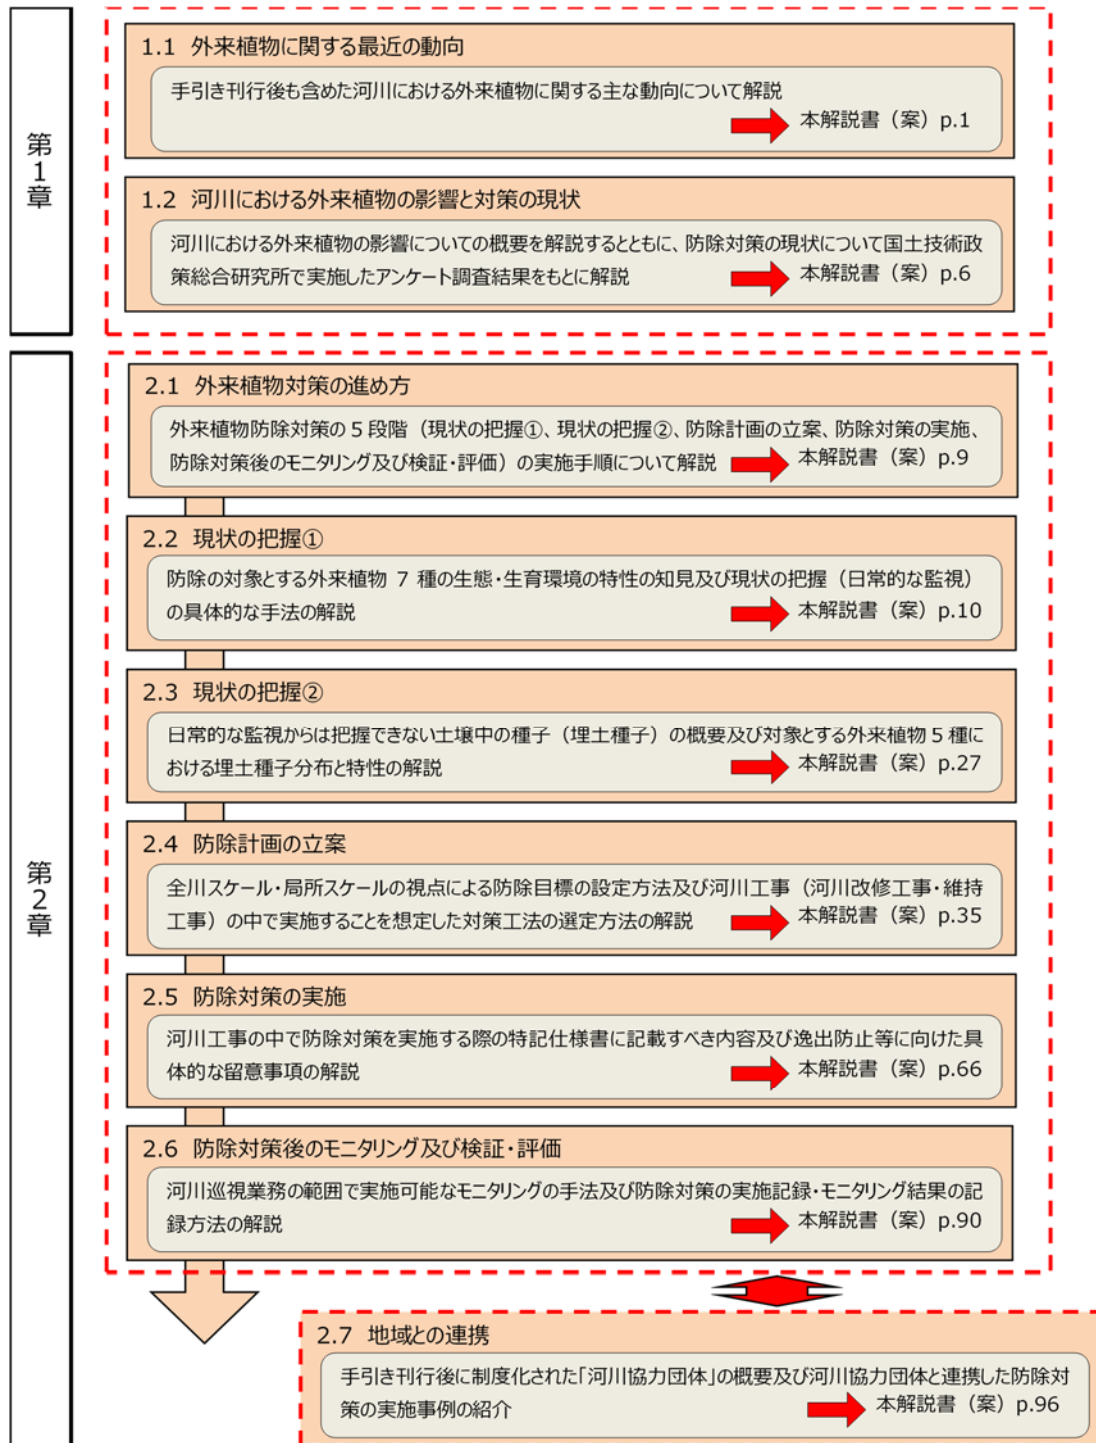 第1章
1.1 外来植物に関する最近の動向
手引き刊行後も含めた河川における外来植物に関する主な動向について解説
本解説書（案）p.1
1.2 河川における外来植物の影響と対策の現状
河川における外来植物の影響についての概要を解説するとともに、防除対策の現状について国土技術政
策総合研究所で実施したアンケート調査結果をもとに解説
本解説書（案）p.6
第2章
2.1 外来植物対策の進め方
外来植物防除対策の５段階（現状の把握①、現状の把握②、防除計画の立案、防除対策の実施、
防除対策後のモニタリング及び検証・評価）の実施手順について解説
本解説書（案）p.9
2.2 現状の把握①
防除の対象とする外来植物 7 種の生態・生育環境の特性の知見及び現状の把握（日常的な監視）
の具体的な手法の解説
本解説書（案）p.10
2.3 現状の把握②
日常的な監視からは把握できない土壌中の種子（埋土種子）の概要及び対象とする外来植物５種に
おける埋土種子分布と特性の解説
本解説書（案）p.27
2.4 防除計画の立案
全川スケール・局所スケールの視点による防除目標の設定方法及び河川工事（河川改修工事・維持
工事）の中で実施することを想定した対策工法の選定方法の解説
本解説書（案）p.35
2.5 防除対策の実施
河川工事の中で防除対策を実施する際の特記仕様書に記載すべき内容及び逸出防止等に向けた具
体的な留意事項の解説
本解説書（案）p.66
2.6 防除対策後のモニタリング及び検証・評価
河川巡視業務の範囲で実施可能なモニタリングの手法及び防除対策の実施記録・モニタリング結果の記
録方法の解説
本解説書（案）p.90
2.7 地域との連携
手引き刊行後に制度化された「河川協力団体」の概要及び河川協力団体と連携した防除対
策の実施事例の紹介
本解説書（案）p.96